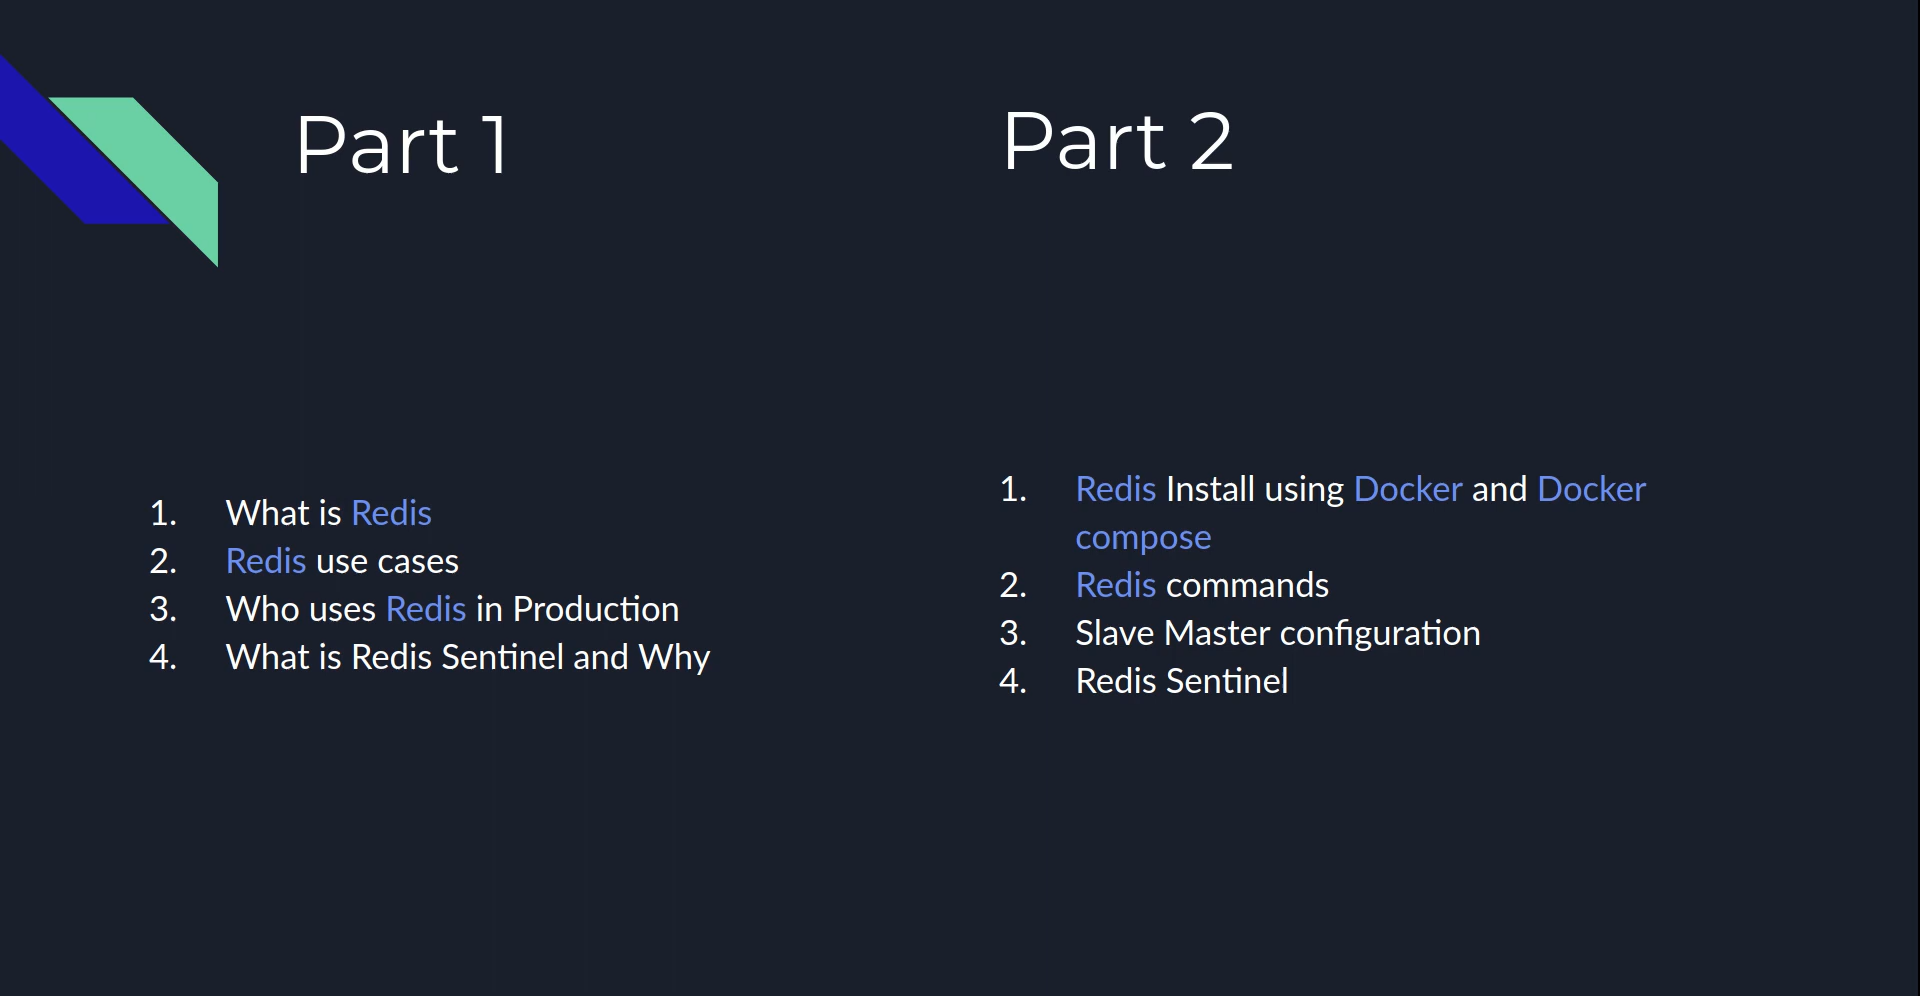 Part 1
1. What is Redis
2. Redis use cases
3. Who uses Redis in Production
4. What is Redis Sentinel and Why
Part 2
1. Redis Install using Docker and Docker
compose
2. Redis commands
3. Slave Master configuration
4. Redis Sentinel